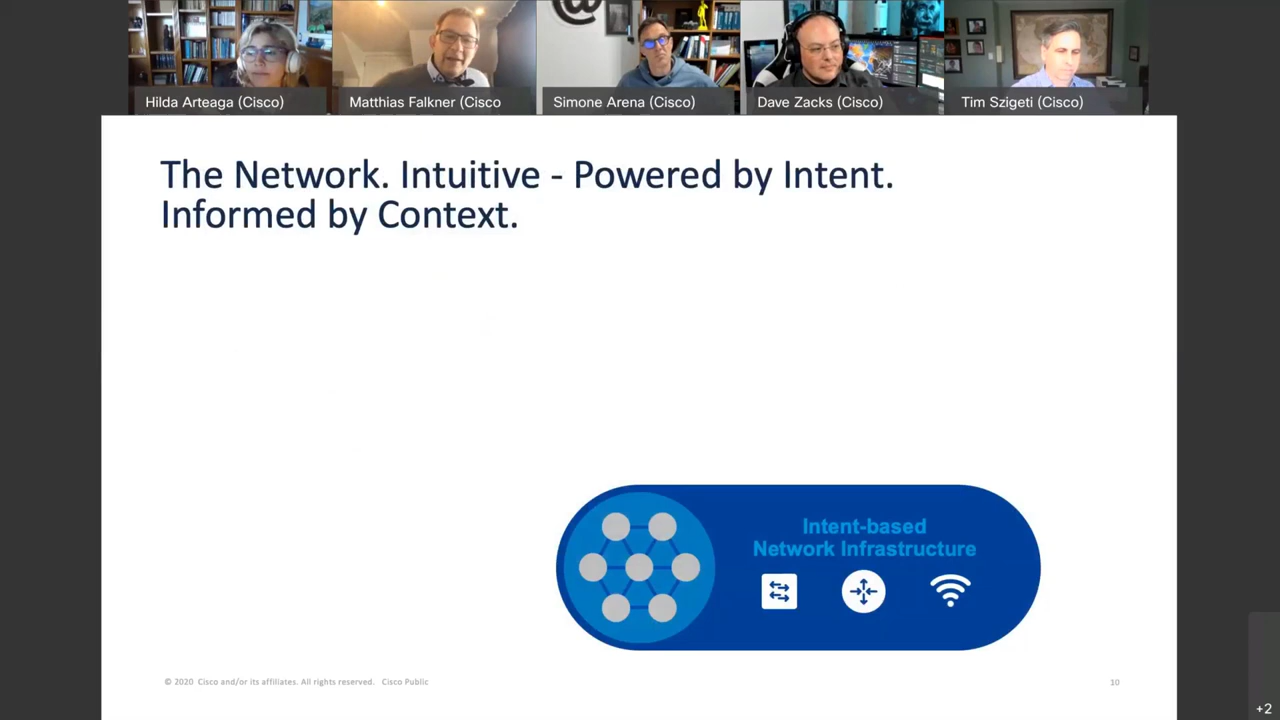 Hilda Arteaga (Cisco)
Matthias Falkner (Cisco
Simone Arena (Cisco)
Dave Zacks (Cisco)
Tim Szigeti (Cisco)
The Network. Intuitive - Powered by Intent.
Informed by Context.
Intent-based
Network Infrastructure
© 2020 Cisco and/or its affiliates. All rights reserved. Cisco Public
10
+2